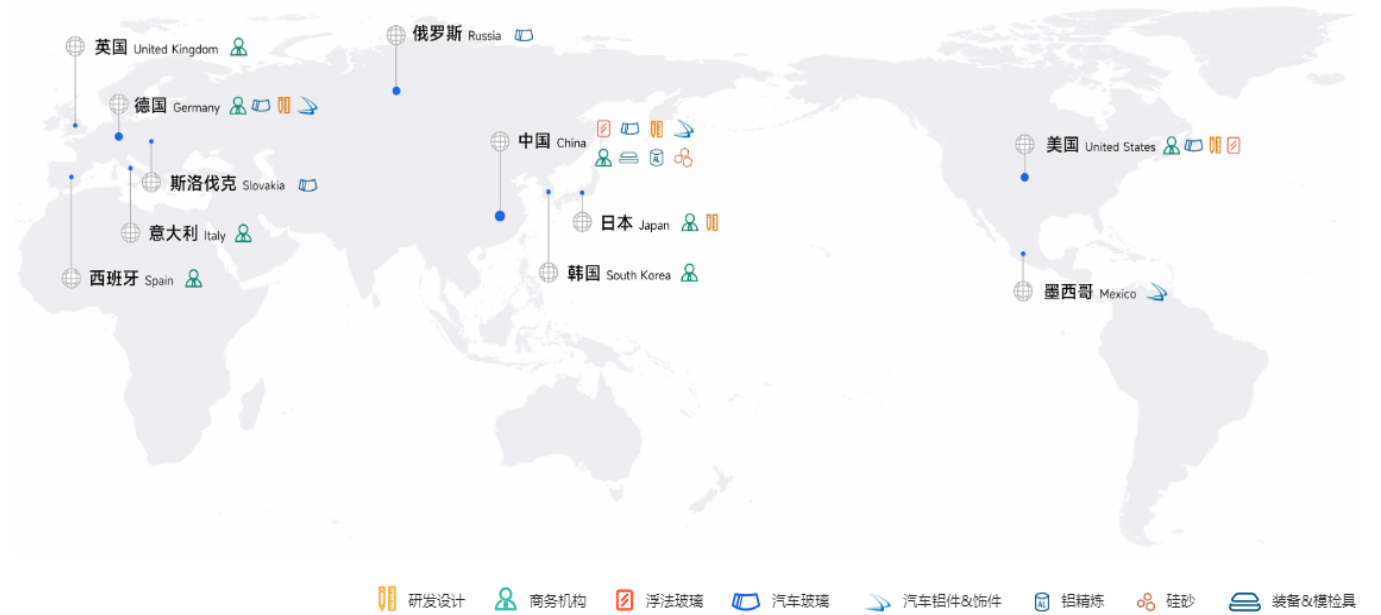 英国 United Kingdom
俄罗斯 Russia
德国 Germany
中国 China
美国 United States
斯洛伐克 Slovakia
日本 Japan
意大利 Italy
韩国 South Korea
西班牙 Spain
墨西哥 Mexico
研发设计 商务机构 浮法玻璃 汽车玻璃 汽车铝件&饰件 AL 铝精炼 硅砂 装备&模检具